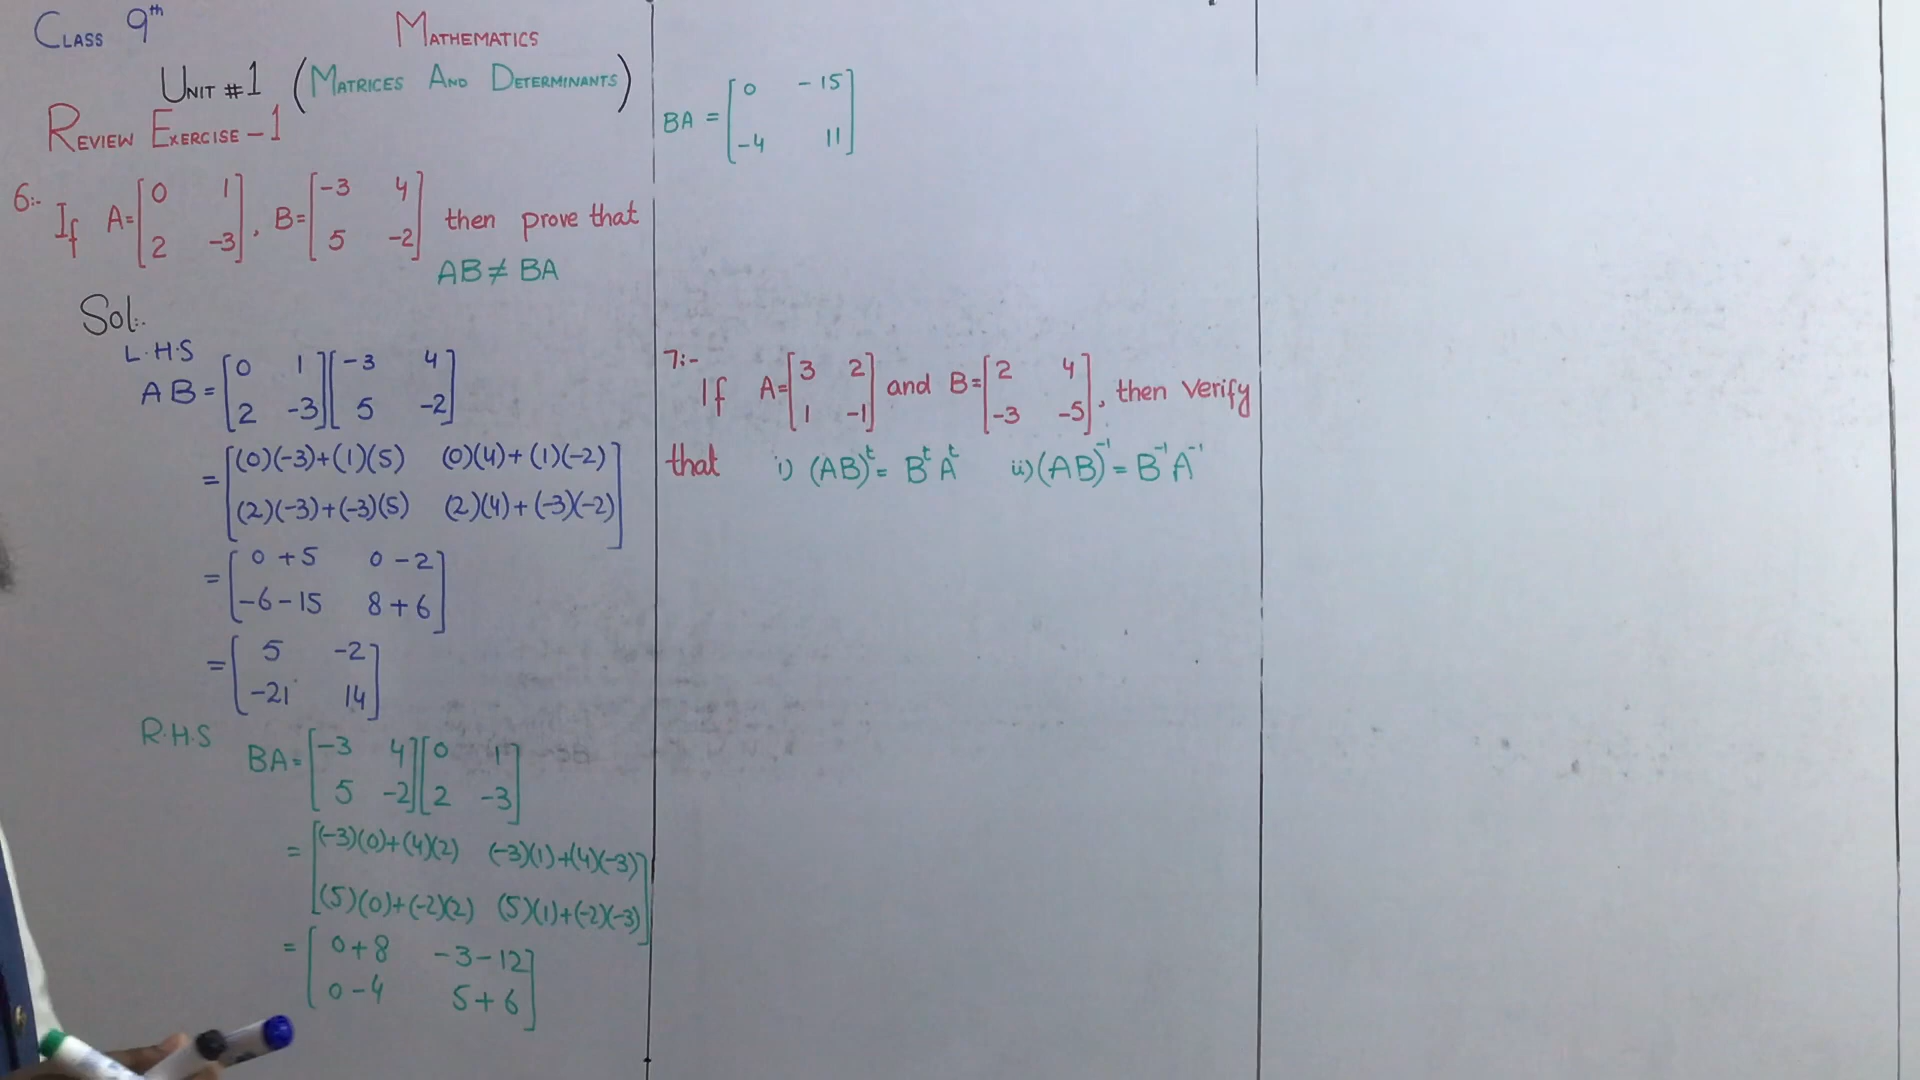 CLASS 9th MATHEMATICS
UNIT #1 (MATRICES AND DETERMINANTS)
REVIEW EXERCISE-1
6:- If A=[0 1; 2 -3], B=[-3 4; 5 -2] then prove that
AB≠BA
Sol:.
L.H.S
AB=[0 1; 2 -3][-3 4; 5 -2]
=[(0)(-3)+(1)(5) (0)(4)+(1)(-2); (2)(-3)+(-3)(5) (2)(4)+(-3)(-2)]
=[0+5 0-2; -6-15 8+6]
=[5 -2; -21 14]
R.H.S
BA=[-3 4; 5 -2][0 1; 2 -3]
=[(-3)(0)+(4)(2) (-3)(1)+(4)(-3); (5)(0)+(-2)(2) (5)(1)+(-2)(-3)]
=[0+8 -3-12; 0-4 5+6]
BA=[0 -15; -4 11]
7:-
If A=[3 2; 1 -1] and B=[2 4; -3 -5], then verify
that i) (AB)^t= B^t A^t ii) (AB)^-1= B^-1 A^-1